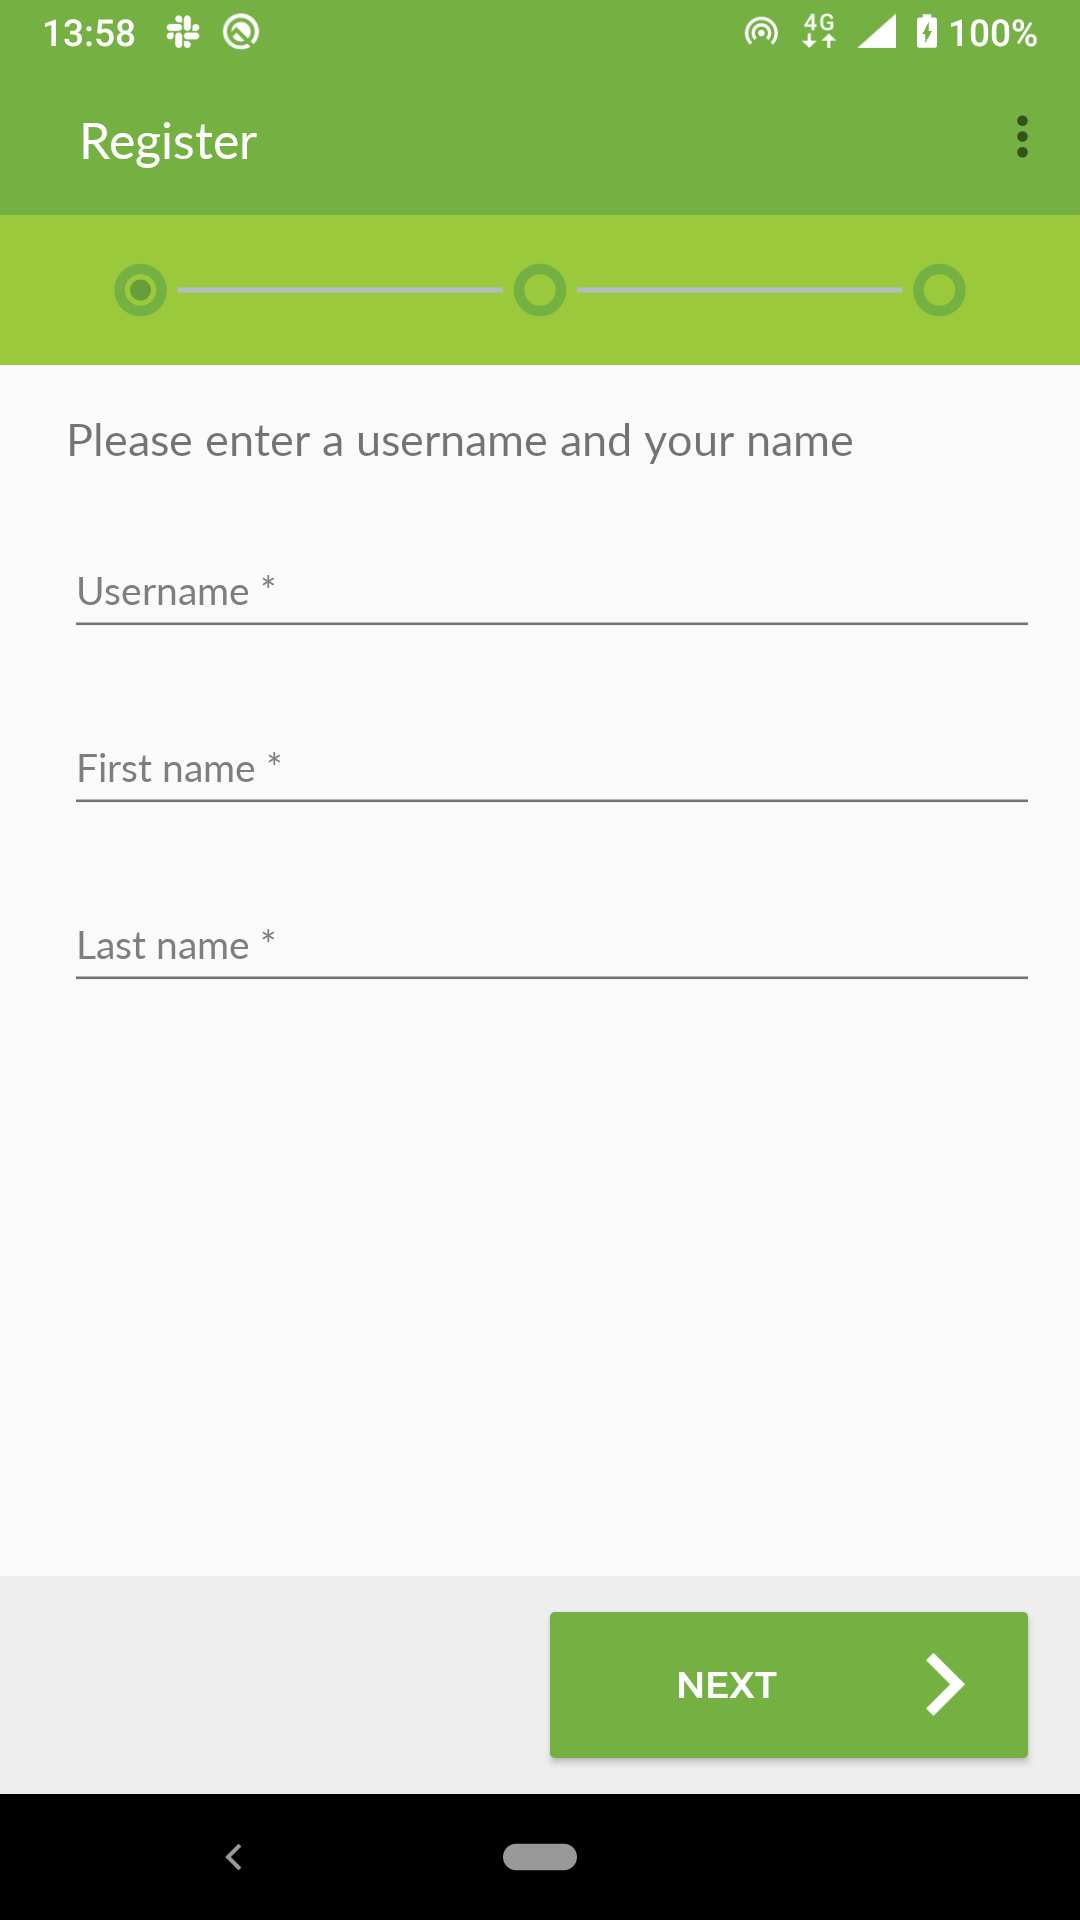 13:58 4G 100%
Register
Please enter a username and your name
Username *
First name *
Last name *
NEXT